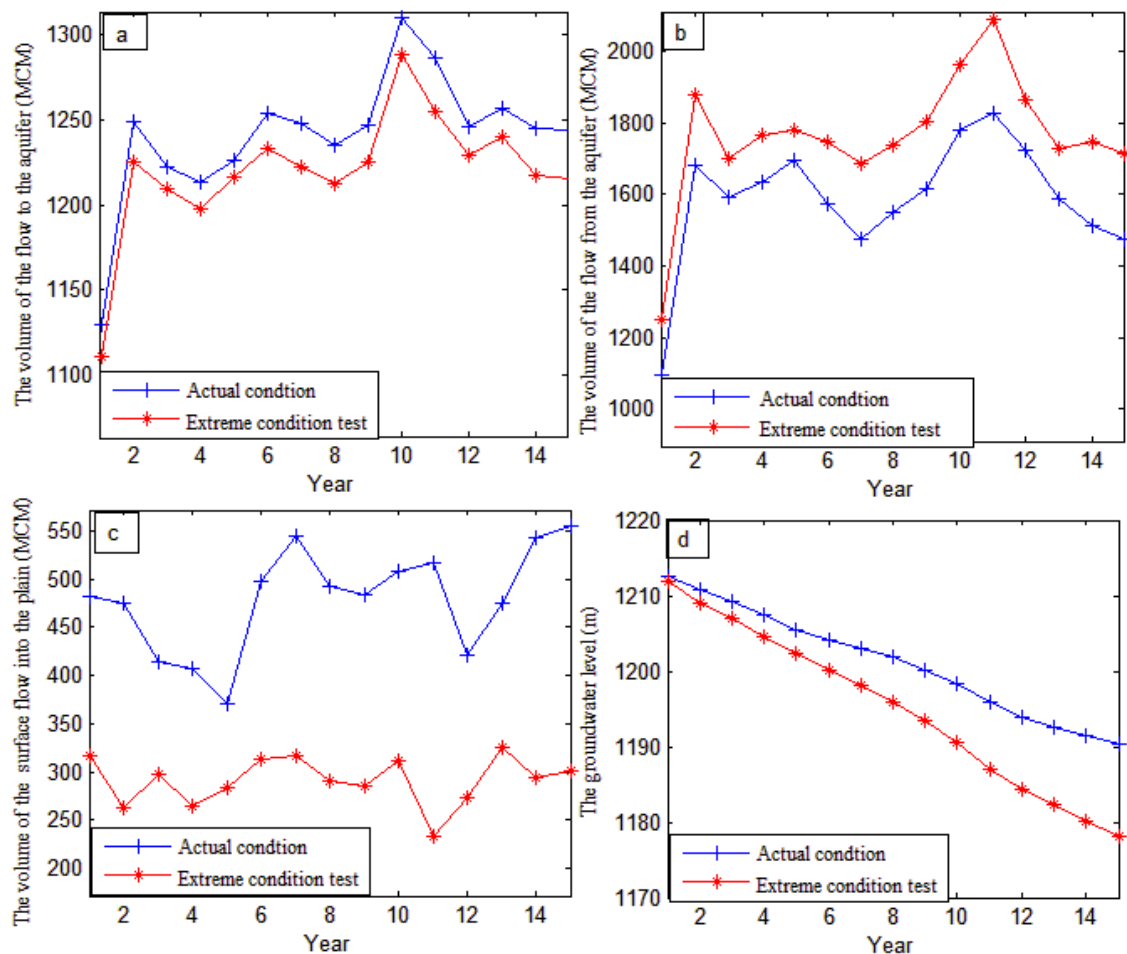 a
The volume of the flow to the aquifer (MCM)
1300
1250
1200
1150
1100
Actual condtion
Extreme condition test
2 4 6 8 10 12 14
Year
b
The volume of the flow from the aquifer (MCM)
2000
1800
1600
1400
1200
1000
Actual condition
Extreme condition test
2 4 6 8 10 12 14
Year
c
The volume of the surface flow into the plain (MCM)
550
500
450
400
350
300
250
200
Actual condtion
Extreme condition test
2 4 6 8 10 12 14
Year
d
The groundwater level (m)
1220
1210
1200
1190
1180
1170
Actual condtion
Extreme condition test
2 4 6 8 10 12 14
Year